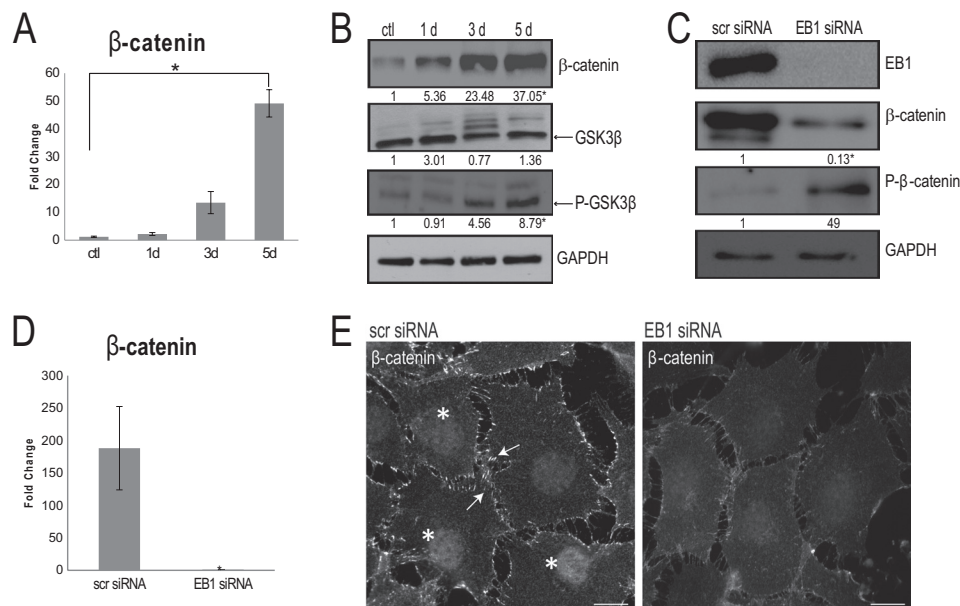 A
β-catenin
*
Fold Change
60
50
40
30
20
10
0
ctl 1d 3d 5d
B
ctl 1 d 3 d 5 d
β-catenin
1 5.36 23.48 37.05*
GSK3β
1 3.01 0.77 1.36
P-GSK3β
1 0.91 4.56 8.79*
GAPDH
C
scr siRNA EB1 siRNA
EB1
β-catenin
1 0.13*
P-β-catenin
1 49
GAPDH
D
β-catenin
Fold Change
300
250
200
150
100
50
0
*
scr siRNA EB1 siRNA
E
scr siRNA EB1 siRNA
β-catenin β-catenin
*
*
*